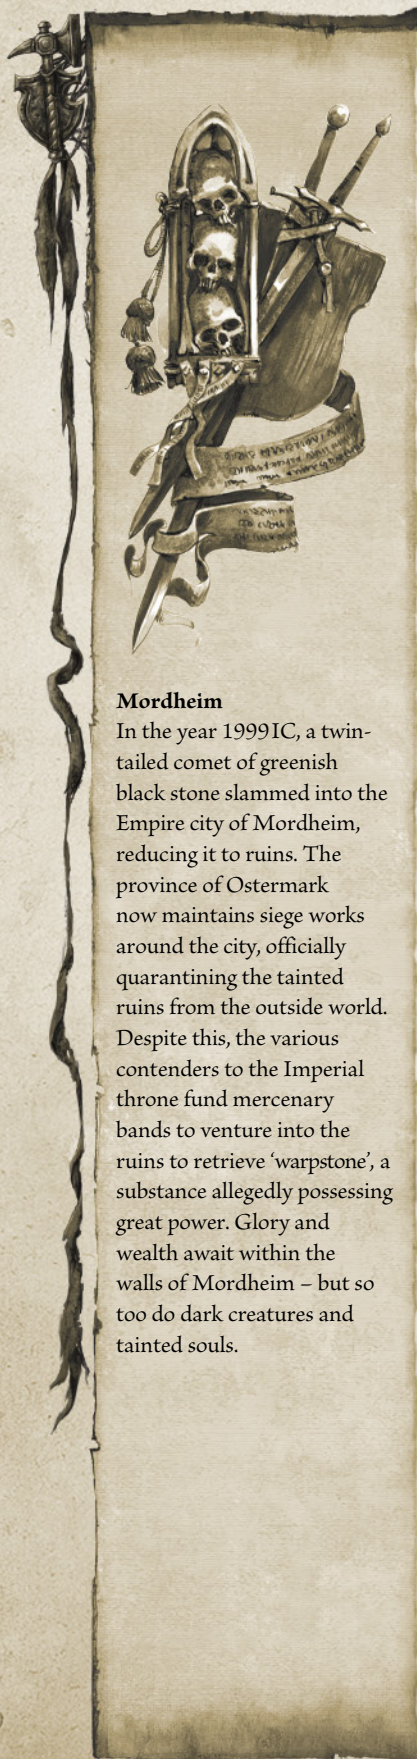 Mordheim
In the year 1999 IC, a twin-
tailed comet of greenish
black stone slammed into the
Empire city of Mordheim,
reducing it to ruins. The
province of Ostermark
now maintains siege works
around the city, officially
quarantining the tainted
ruins from the outside world.
Despite this, the various
contenders to the Imperial
throne fund mercenary
bands to venture into the
ruins to retrieve ‘warpstone’, a
substance allegedly possessing
great power. Glory and
wealth await within the
walls of Mordheim – but so
too do dark creatures and
tainted souls.